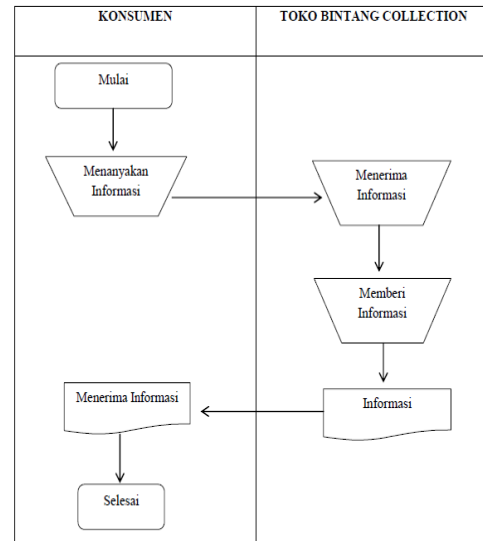 KONSUMEN
TOKO BINTANG COLLECTION
Mulai
Menanyakan
Informasi
Menerima
Informasi
Memberi
Informasi
Menerima Informasi
Informasi
Selesai